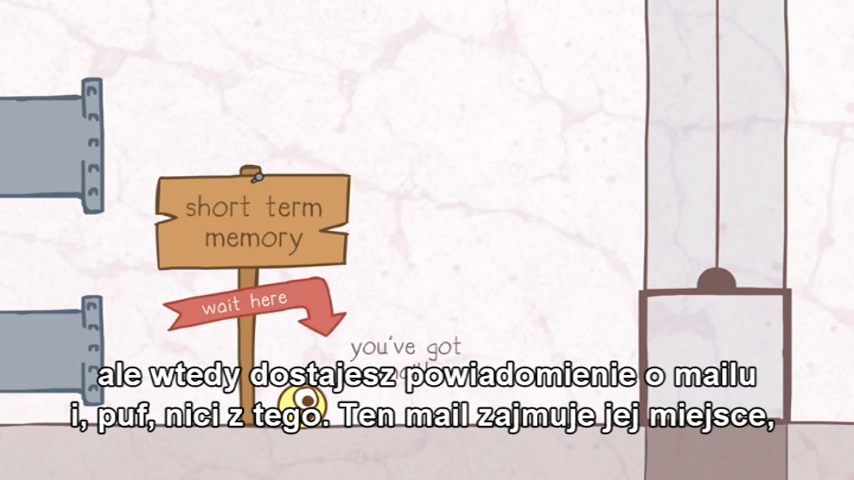 short term
memory
wait here
you've got
ale wtedy dostajesz powiadomienie o mailu
i, puf, nici z tego. Ten mail zajmuje jej miejsce,